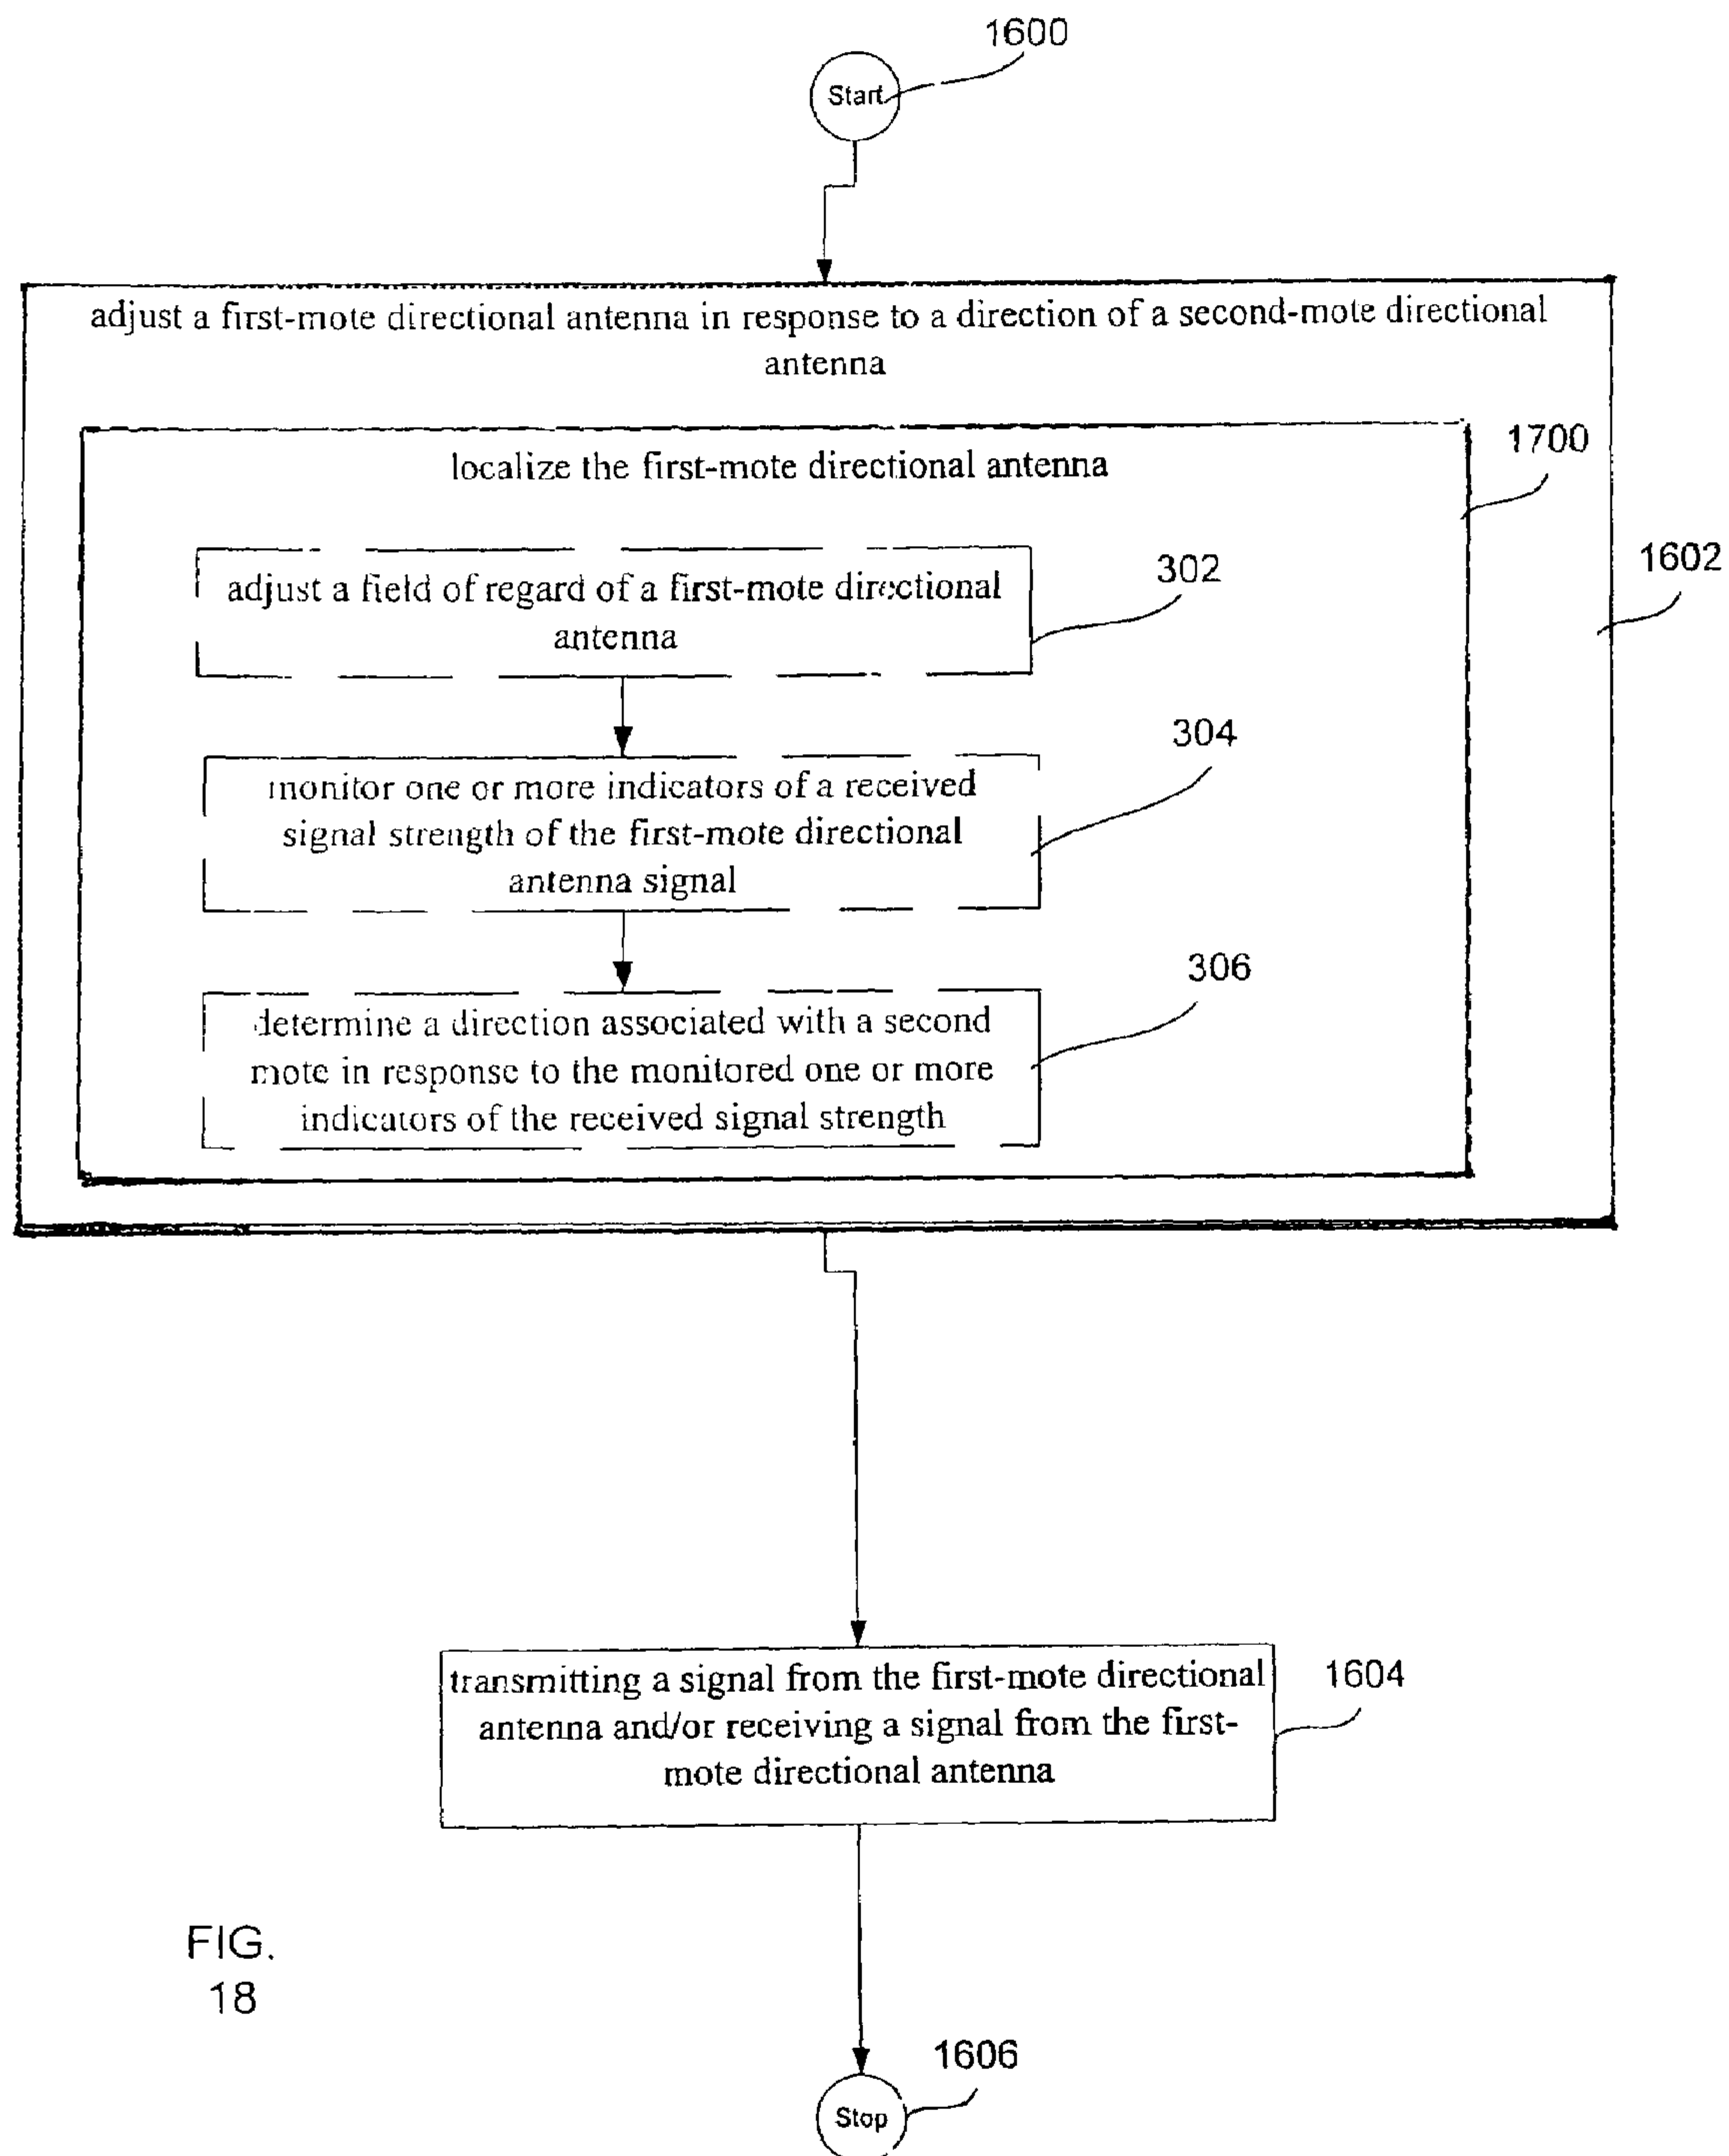 1600
Start
adjust a first-mote directional antenna in response to a direction of a second-mote directional
antenna
1700
localize the first-mote directional antenna
1602
302
adjust a field of regard of a first-mote directional
antenna
304
monitor one or more indicators of a received
signal strength of the first-mote directional
antenna signal
306
determine a direction associated with a second
mote in response to the monitored one or more
indicators of the received signal strength
transmitting a signal from the first-mote directional
antenna and/or receiving a signal from the first-
mote directional antenna
1604
FIG.
18
1606
Stop